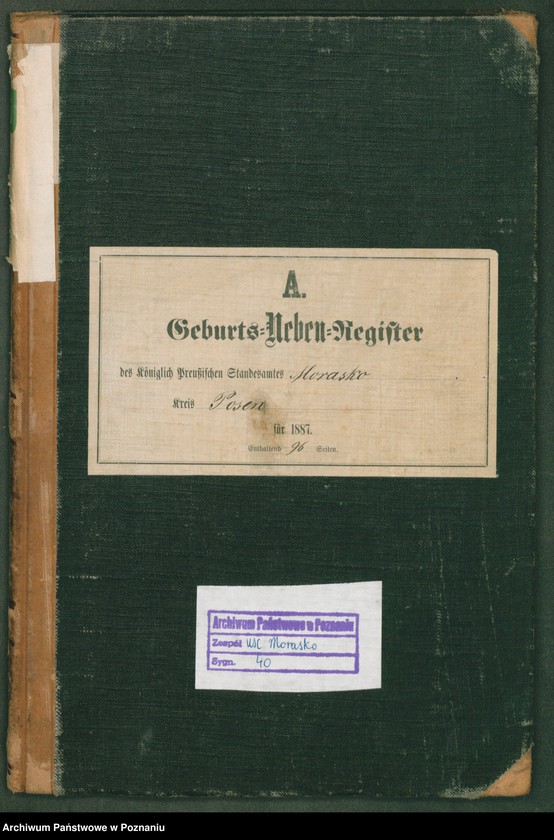 A.
Geburts-Neben-Register
des Königlich Preußischen Standesamtes Morasko
Kreis Posen
für 1887.
Enthaltend 96 Seiten.
Archiwum Państwowe w Poznaniu
Zespół USC Morasko
Sygn. 40
Archiwum Państwowe w Poznaniu